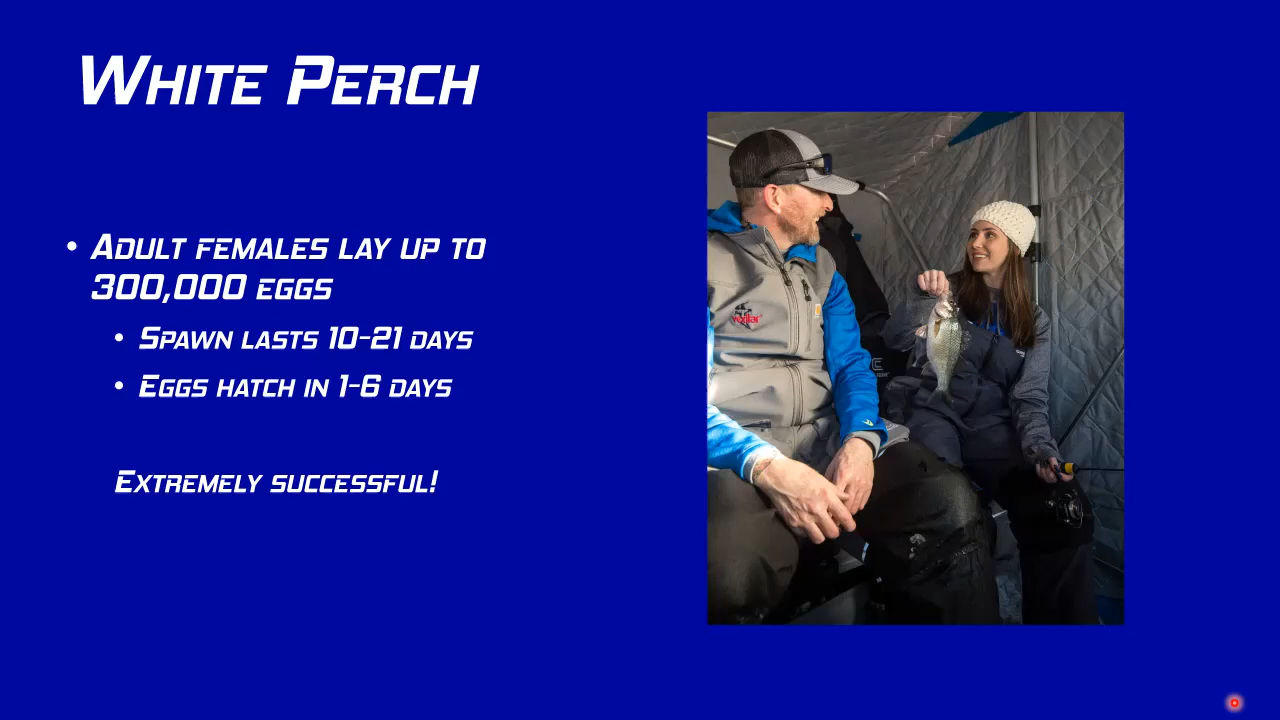 White Perch
• Adult females lay up to
300,000 eggs
• Spawn lasts 10-21 days
• Eggs hatch in 1-6 days
Extremely successful!
vexilar